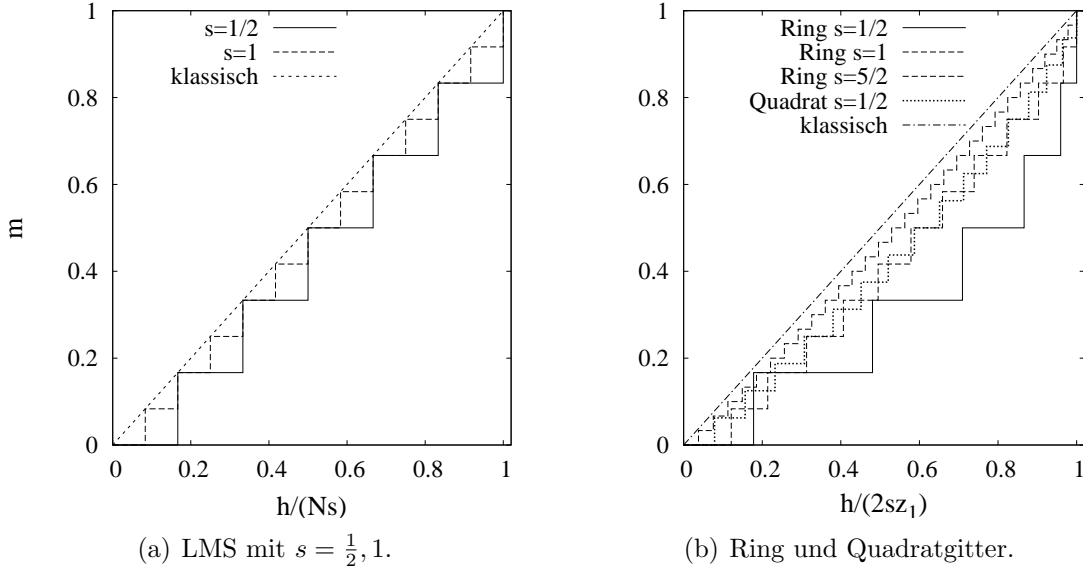 s=1/2
s=1
klassisch
m
1
0.8
0.6
0.4
0.2
0
0 0.2 0.4 0.6 0.8 1
h/(Ns)
(a) LMS mit s = 1/2, 1.
Ring s=1/2
Ring s=1
Ring s=5/2
Quadrat s=1/2
klassisch
1
0.8
0.6
0.4
0.2
0
0 0.2 0.4 0.6 0.8 1
h/(2sz₁)
(b) Ring und Quadratgitter.